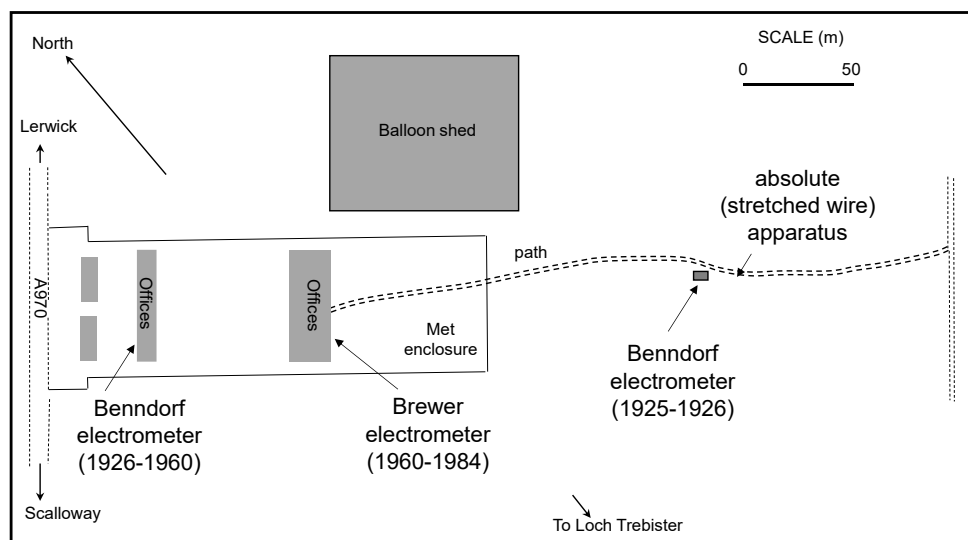 North
SCALE (m)
0 50
Lerwick
Balloon shed
absolute
(stretched wire)
apparatus
path
A970
Offices
Offices
Met
enclosure
Benndorf
electrometer
(1925-1926)
Benndorf
electrometer
(1926-1960)
Brewer
electrometer
(1960-1984)
Scalloway
To Loch Trebister